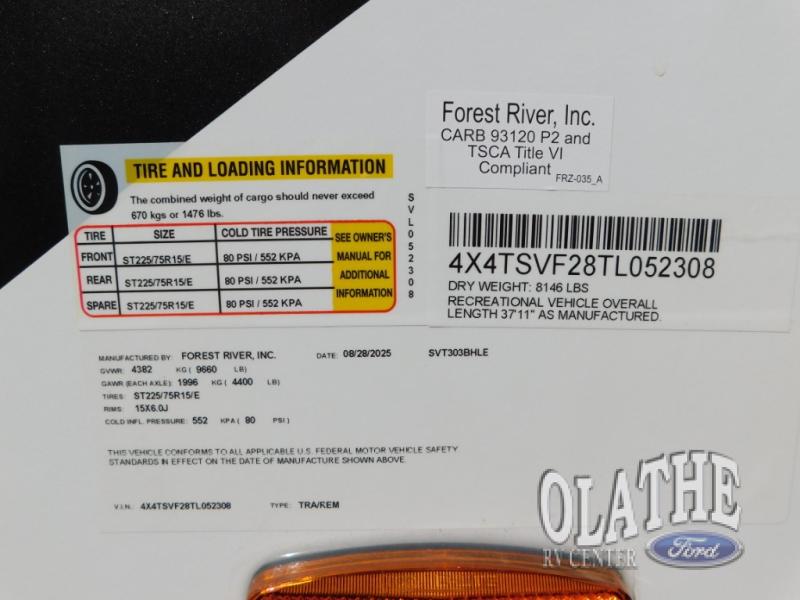 Forest River, Inc.
CARB 93120 P2 and
TSCA Title VI
Compliant
FRZ-035_A
TIRE AND LOADING INFORMATION
The combined weight of cargo should never exceed
670 kgs or 1476 lbs.
TIRE SIZE COLD TIRE PRESSURE
FRONT ST225/75R15/E 80 PSI / 552 KPA
REAR ST225/75R15/E 80 PSI / 552 KPA
SPARE ST225/75R15/E 80 PSI / 552 KPA
SEE OWNER'S
MANUAL FOR
ADDITIONAL
INFORMATION
SVL052308
4X4TSVF28TL052308
DRY WEIGHT: 8146 LBS
RECREATIONAL VEHICLE OVERALL
LENGTH 37'11" AS MANUFACTURED.
MANUFACTURED BY: FOREST RIVER, INC. DATE: 08/28/2025 SVT303BHLE
GVWR: 4382 KG ( 9660 LB)
GAWR (EACH AXLE): 1996 KG ( 4400 LB)
TIRES: ST225/75R15/E
RIMS: 15X6.0J
COLD INFL. PRESSURE: 552 KPA ( 80 PSI )
THIS VEHICLE CONFORMS TO ALL APPLICABLE U.S. FEDERAL MOTOR VEHICLE SAFETY
STANDARDS IN EFFECT ON THE DATE OF MANUFACTURE SHOWN ABOVE.
V.I.N.: 4X4TSVF28TL052308 TYPE: TRA/REM
OLATHE
RV CENTER
Ford